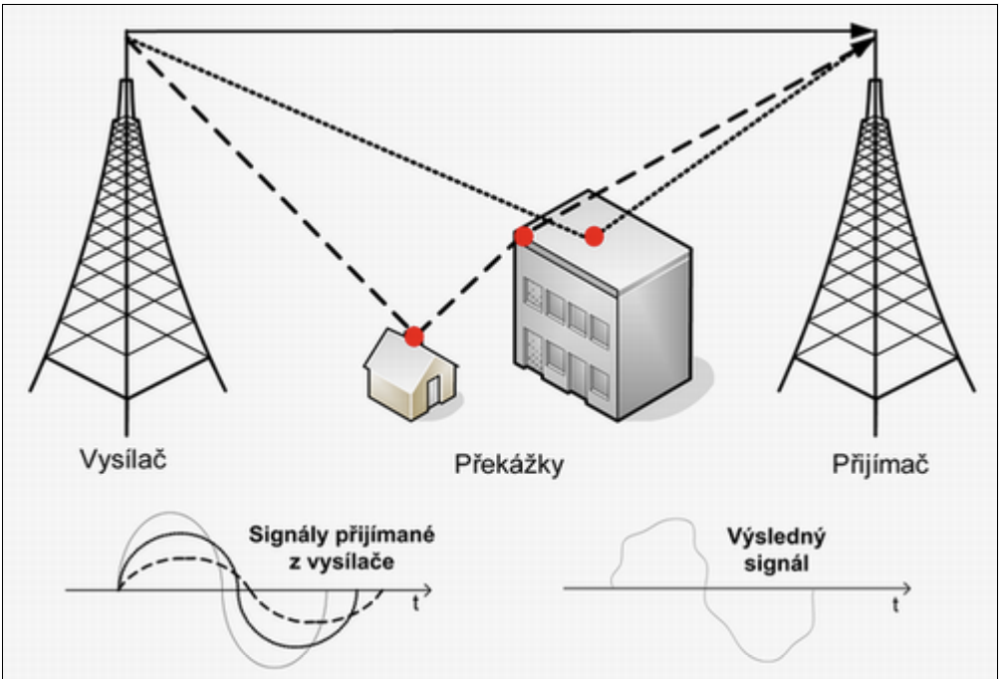 Vysílač
Překážky
Přijímač
Signály přijímané
z vysílače
t
Výsledný
signál
t